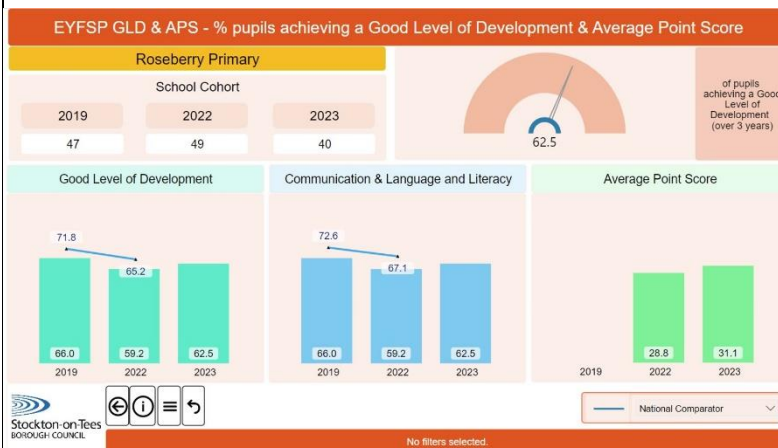 EYFSP GLD & APS - % pupils achieving a Good Level of Development & Average Point Score
Roseberry Primary
School Cohort
2019 2022 2023
47 49 40
62.5
of pupils
achieving a Good
Level of
Development
(over 3 years)
Good Level of Development
71.8
65.2
66.0 59.2 62.5
2019 2022 2023
Communication & Language and Literacy
72.6
67.1
66.0 59.2 62.5
2019 2022 2023
Average Point Score
28.8 31.1
2019 2022 2023
Stockton-on-Tees
BOROUGH COUNCIL
National Comparator
No filters selected.